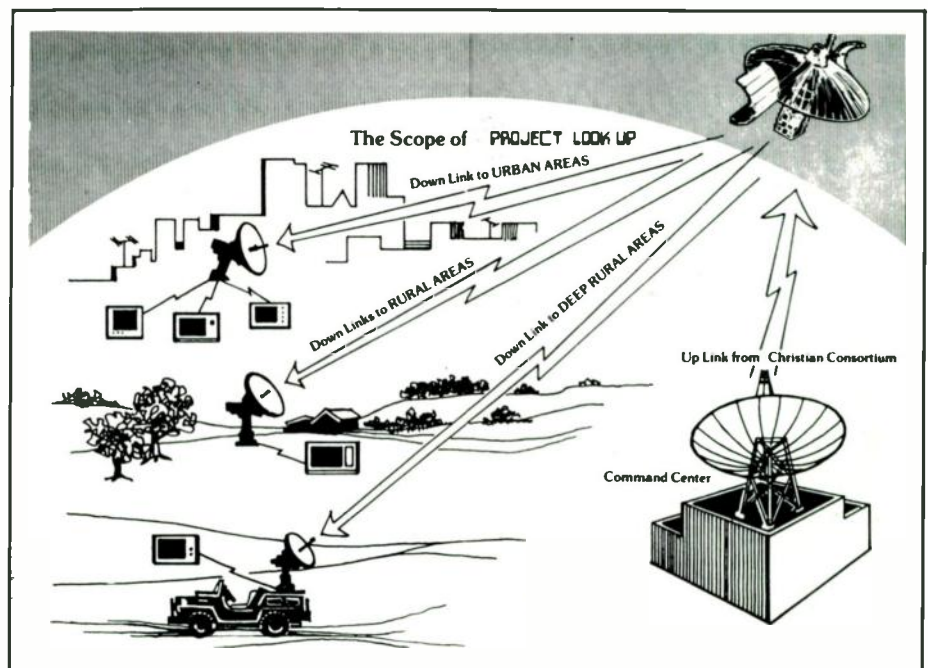 The Scope of PROJECT LOOK UP
Down Link to URBAN AREAS
Down Links to RURAL AREAS
Down Link to DEEP RURAL AREAS
Up Link from Christian Consortium
Command Center